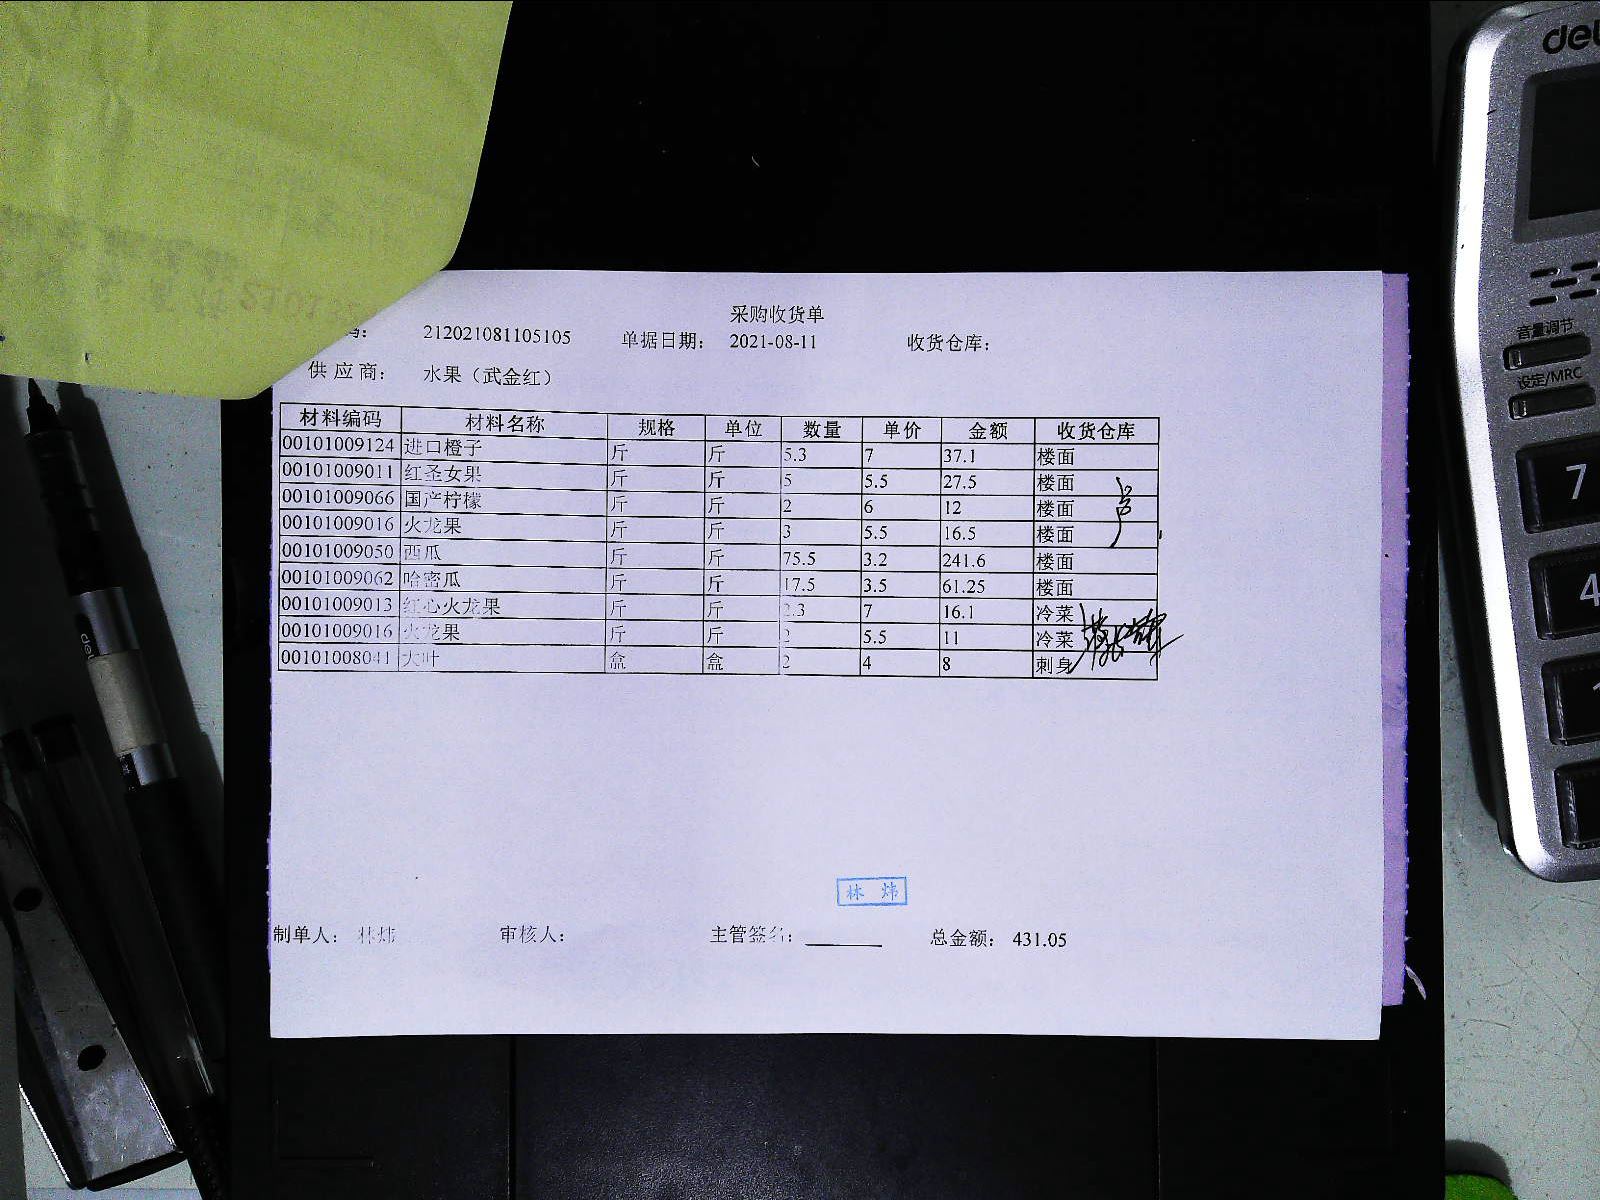 采购收货单
码： 212021081105105 单据日期： 2021-08-11 收货仓库：
供应商： 水果（武金红）
材料编码 材料名称 规格 单位 数量 单价 金额 收货仓库
00101009124 进口橙子 斤 斤 5.3 7 37.1 楼面
00101009011 红圣女果 斤 斤 5 5.5 27.5 楼面
00101009066 国产柠檬 斤 斤 2 6 12 楼面
00101009016 火龙果 斤 斤 3 5.5 16.5 楼面
00101009050 西瓜 斤 斤 75.5 3.2 241.6 楼面
00101009062 哈密瓜 斤 斤 17.5 3.5 61.25 楼面
00101009013 红心火龙果 斤 斤 2.3 7 16.1 冷菜
00101009016 火龙果 斤 斤 2 5.5 11 冷菜
00101008041 大叶 盒 盒 2 4 8 刺身
林 炜
制单人： 林炜 审核人： 主管签名： 总金额： 431.05
音量调节
设定/MRC
7
4